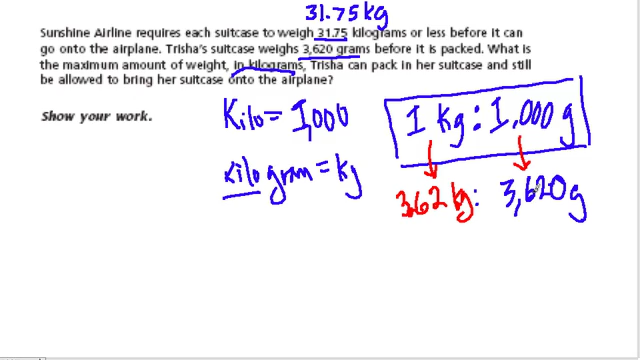 31.75 kg
Sunshine Airline requires each suitcase to weigh 31.75 kilograms or less before it can
go onto the airplane. Trisha's suitcase weighs 3,620 grams before it is packed. What is
the maximum amount of weight, in kilograms, Trisha can pack in her suitcase and still
be allowed to bring her suitcase onto the airplane?
Show your work.
Kilo = 1,000
1 kg : 1,000 g
kilogram = kg
3.62 kg : 3,620 g